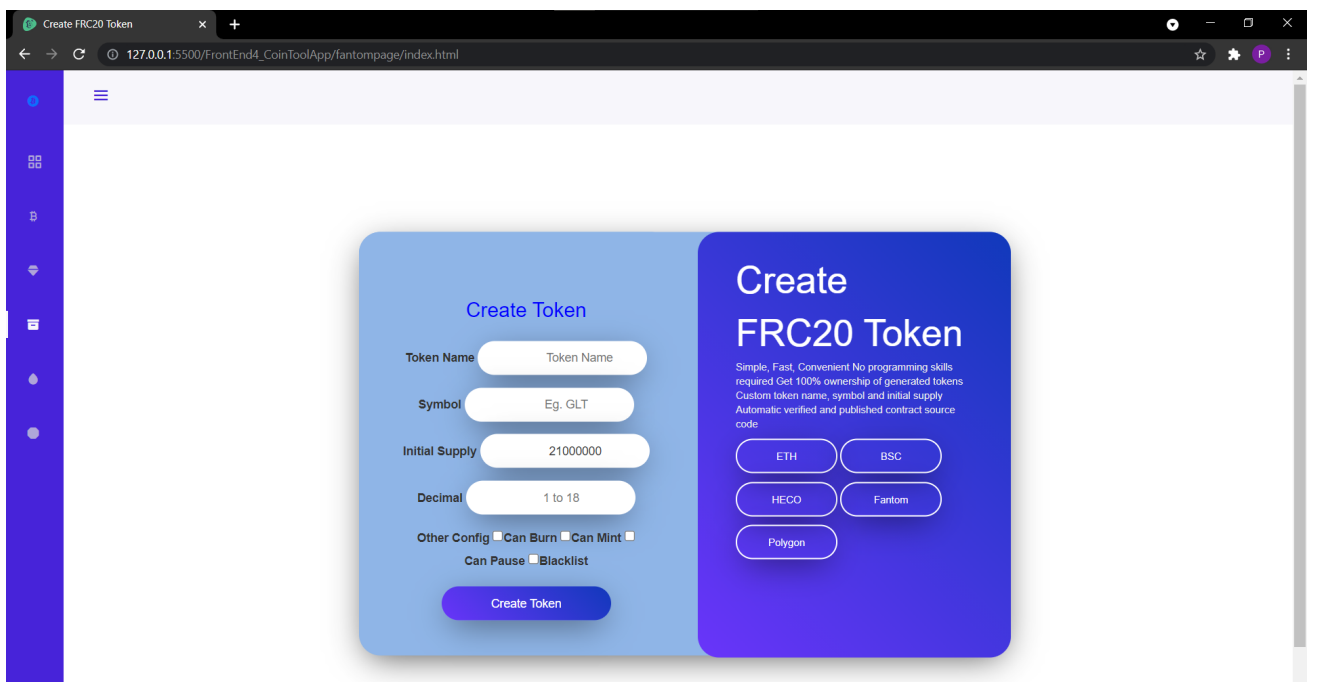 Create FRC20 Token
127.0.0.1:5500/FrontEnd4_CoinToolApp/fantompage/index.html
P
Create Token
Token Name Token Name
Symbol Eg. GLT
Initial Supply 21000000
Decimal 1 to 18
Other Config Can Burn Can Mint
Can Pause Blacklist
Create Token
Create
FRC20 Token
Simple, Fast, Convenient No programming skills
required Get 100% ownership of generated tokens
Custom token name, symbol and initial supply
Automatic verified and published contract source
code
ETH BSC
HECO Fantom
Polygon